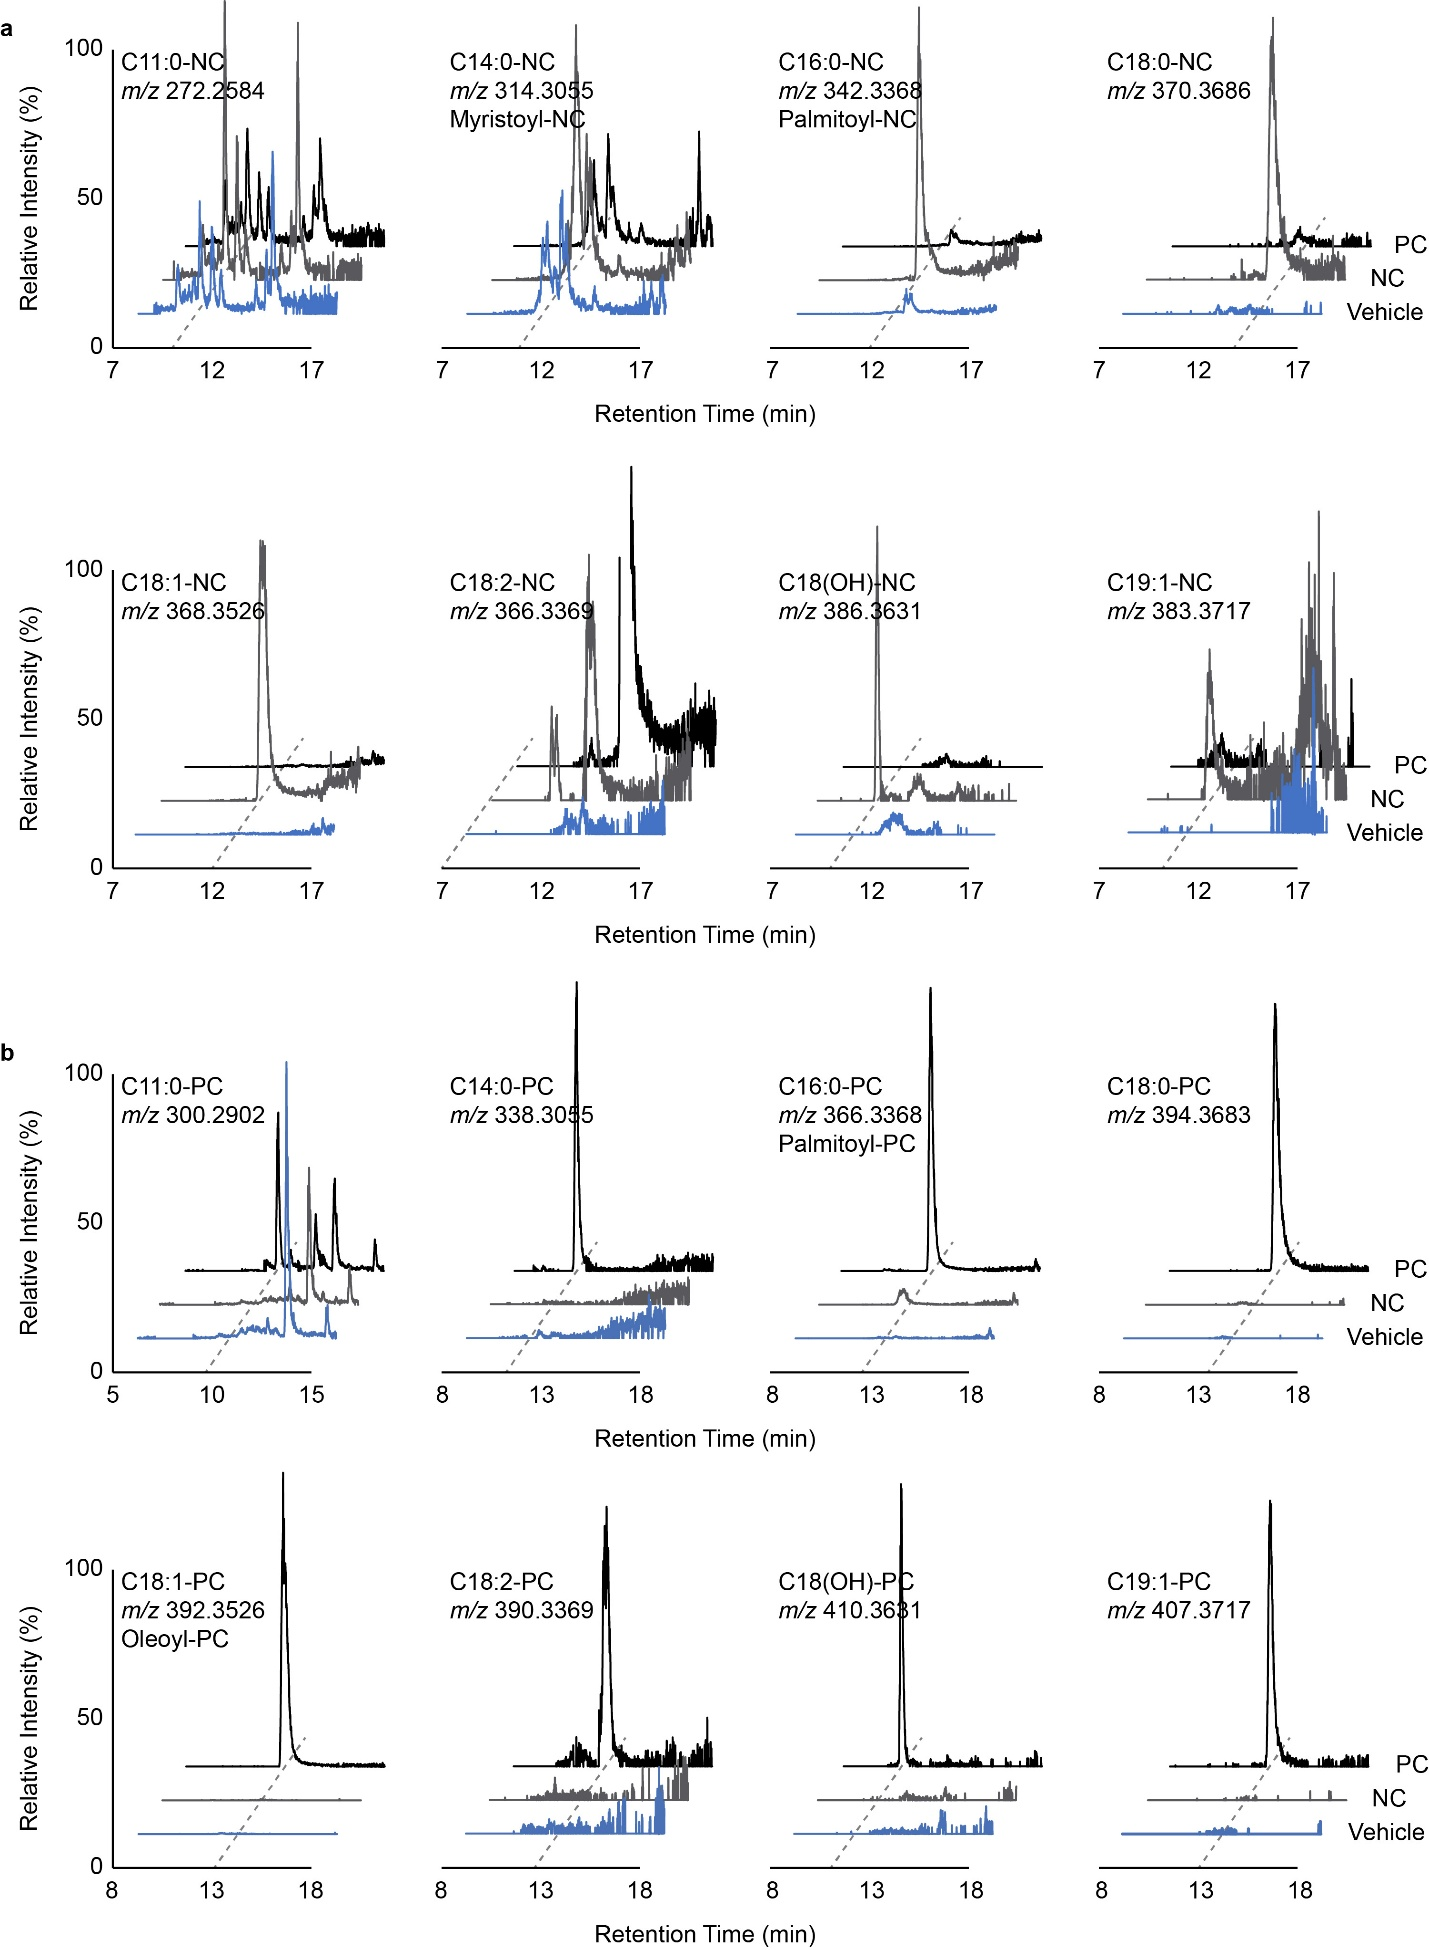 a
Relative Intensity (%)
100
50
0
C11:0-NC
m/z 272.2584
7
12
17
C14:0-NC
m/z 314.3055
Myristoyl-NC
7
12
17
C16:0-NC
m/z 342.3368
Palmitoyl-NC
7
12
17
C18:0-NC
m/z 370.3686
7
12
17
PC
NC
Vehicle
Retention Time (min)
Relative Intensity (%)
100
50
0
C18:1-NC
m/z 368.3526
7
12
17
C18:2-NC
m/z 366.3369
7
12
17
C18(OH)-NC
m/z 386.3631
7
12
17
C19:1-NC
m/z 383.3717
7
12
17
PC
NC
Vehicle
Retention Time (min)
b
Relative Intensity (%)
100
50
0
C11:0-PC
m/z 300.2902
5
10
15
C14:0-PC
m/z 338.3055
8
13
18
C16:0-PC
m/z 366.3368
Palmitoyl-PC
8
13
18
C18:0-PC
m/z 394.3683
8
13
18
PC
NC
Vehicle
Retention Time (min)
Relative Intensity (%)
100
50
0
C18:1-PC
m/z 392.3526
Oleoyl-PC
8
13
18
C18:2-PC
m/z 390.3369
8
13
18
C18(OH)-PC
m/z 410.3631
8
13
18
C19:1-PC
m/z 407.3717
8
13
18
PC
NC
Vehicle
Retention Time (min)